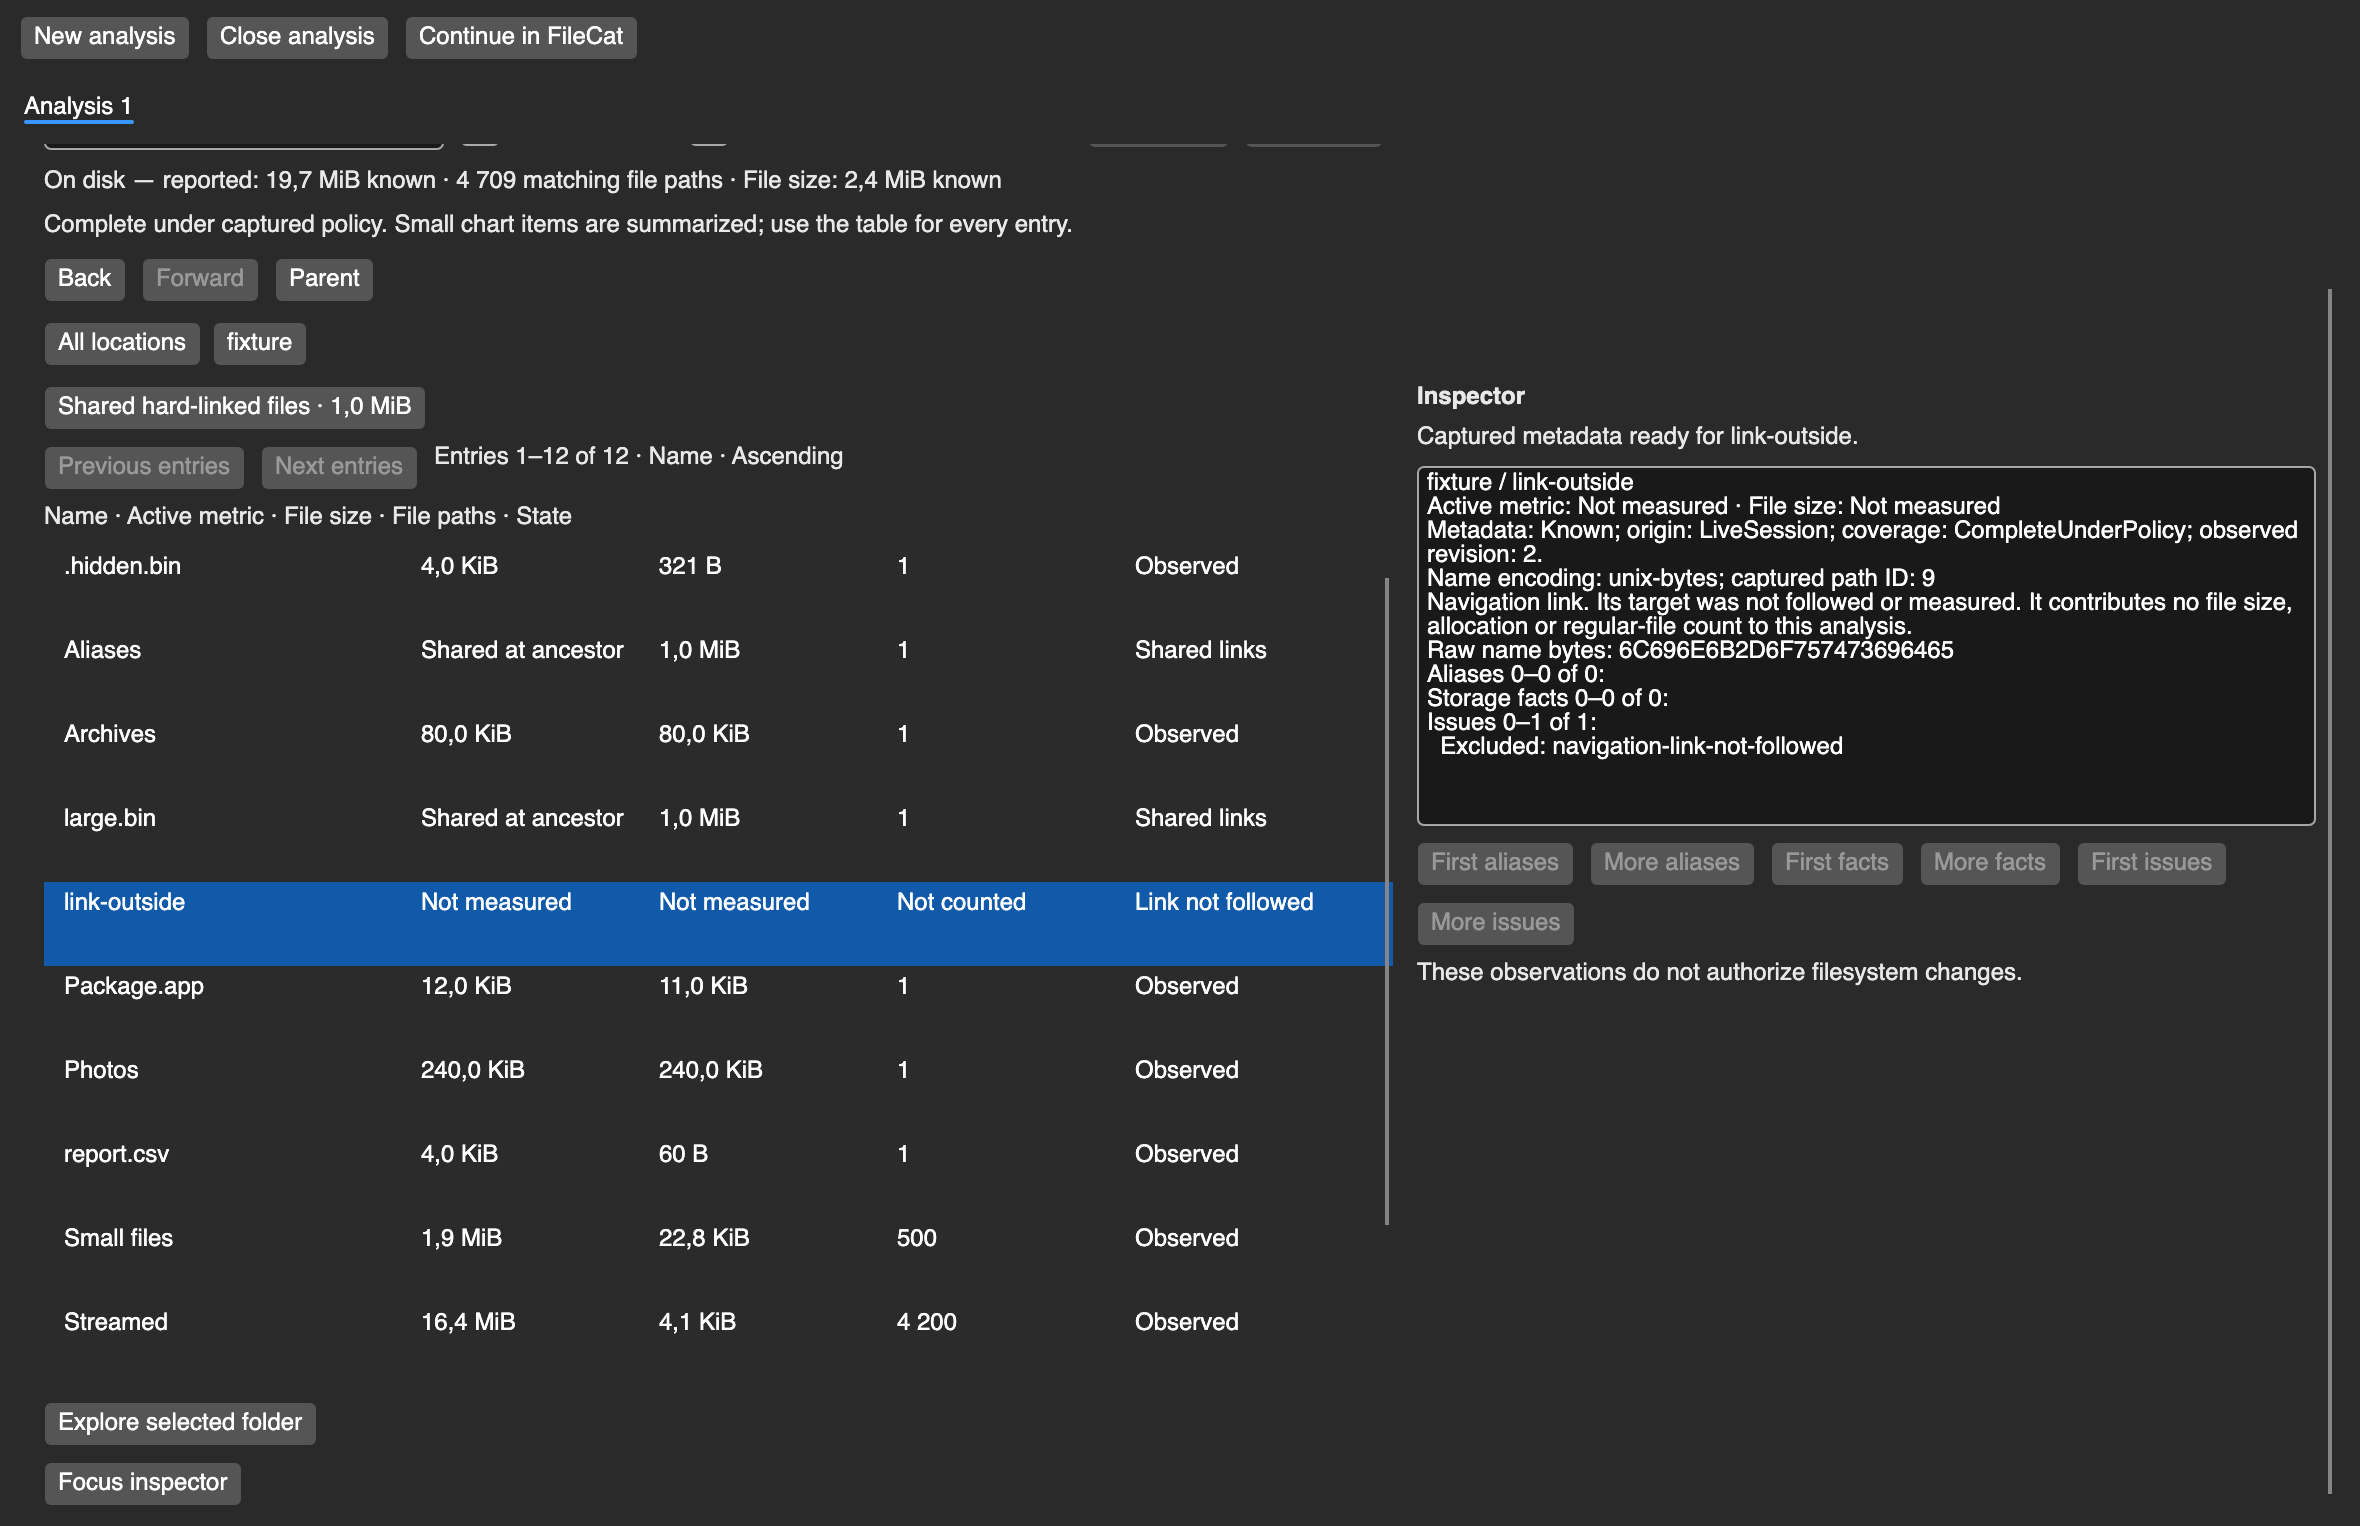 New analysis Close analysis Continue in FileCat
Analysis 1
On disk — reported: 19,7 MiB known · 4 709 matching file paths · File size: 2,4 MiB known
Complete under captured policy. Small chart items are summarized; use the table for every entry.
Back Forward Parent
All locations fixture
Shared hard-linked files · 1,0 MiB
Previous entries Next entries Entries 1–12 of 12 · Name · Ascending
Name · Active metric · File size · File paths · State
.hidden.bin 4,0 KiB 321 B 1 Observed
Aliases Shared at ancestor 1,0 MiB 1 Shared links
Archives 80,0 KiB 80,0 KiB 1 Observed
large.bin Shared at ancestor 1,0 MiB 1 Shared links
link-outside Not measured Not measured Not counted Link not followed
Package.app 12,0 KiB 11,0 KiB 1 Observed
Photos 240,0 KiB 240,0 KiB 1 Observed
report.csv 4,0 KiB 60 B 1 Observed
Small files 1,9 MiB 22,8 KiB 500 Observed
Streamed 16,4 MiB 4,1 KiB 4 200 Observed
Explore selected folder
Focus inspector
Inspector
Captured metadata ready for link-outside.
fixture / link-outside
Active metric: Not measured · File size: Not measured
Metadata: Known; origin: LiveSession; coverage: CompleteUnderPolicy; observed
revision: 2.
Name encoding: unix-bytes; captured path ID: 9
Navigation link. Its target was not followed or measured. It contributes no file size,
allocation or regular-file count to this analysis.
Raw name bytes: 6C696E6B2D6F757473696465
Aliases 0–0 of 0:
Storage facts 0–0 of 0:
Issues 0–1 of 1:
Excluded: navigation-link-not-followed
First aliases More aliases First facts More facts First issues
More issues
These observations do not authorize filesystem changes.